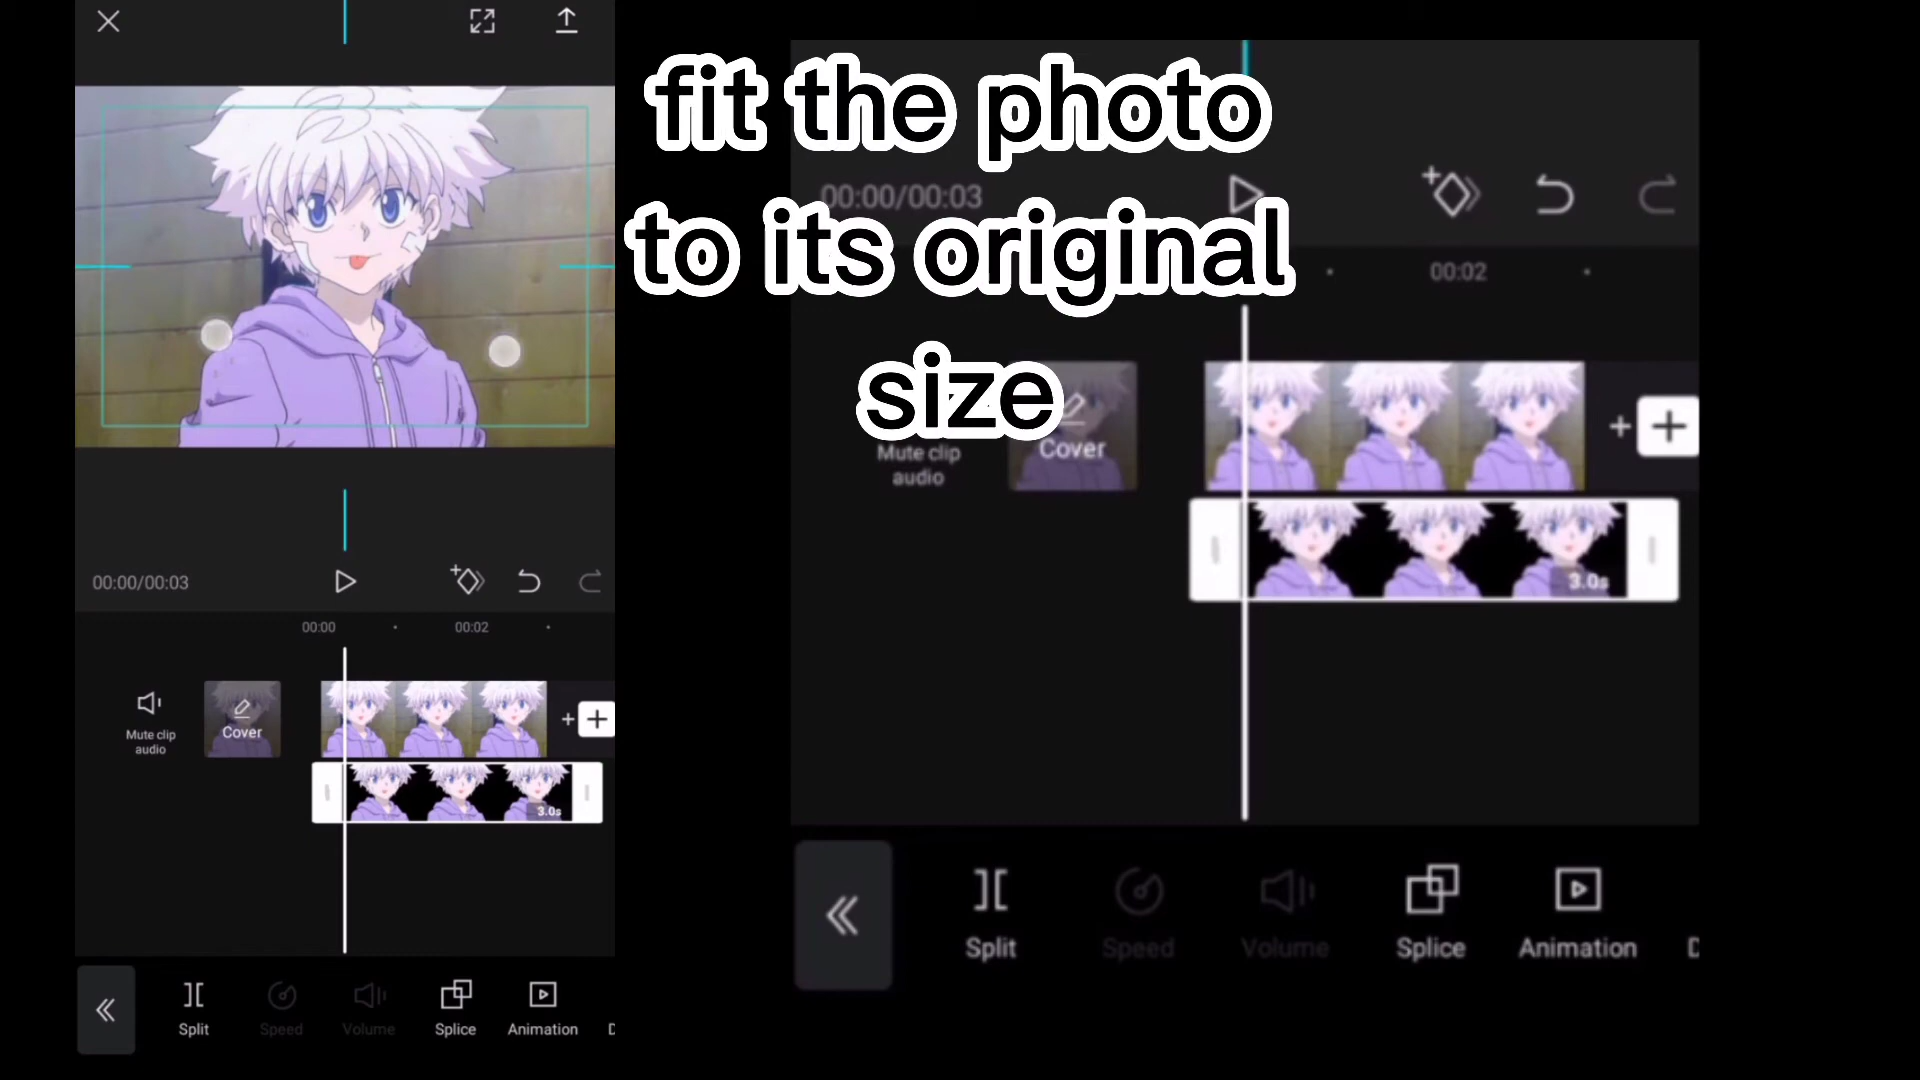 fit the photo
to its original
size
00:00/00:03
00:00
00:02
Mute clip
audio
Cover
3.0s
Split
Speed
Volume
Splice
Animation
D
00:00/00:03
00:02
Mute clip
audio
Cover
3.0s
Split
Speed
Volume
Splice
Animation
D